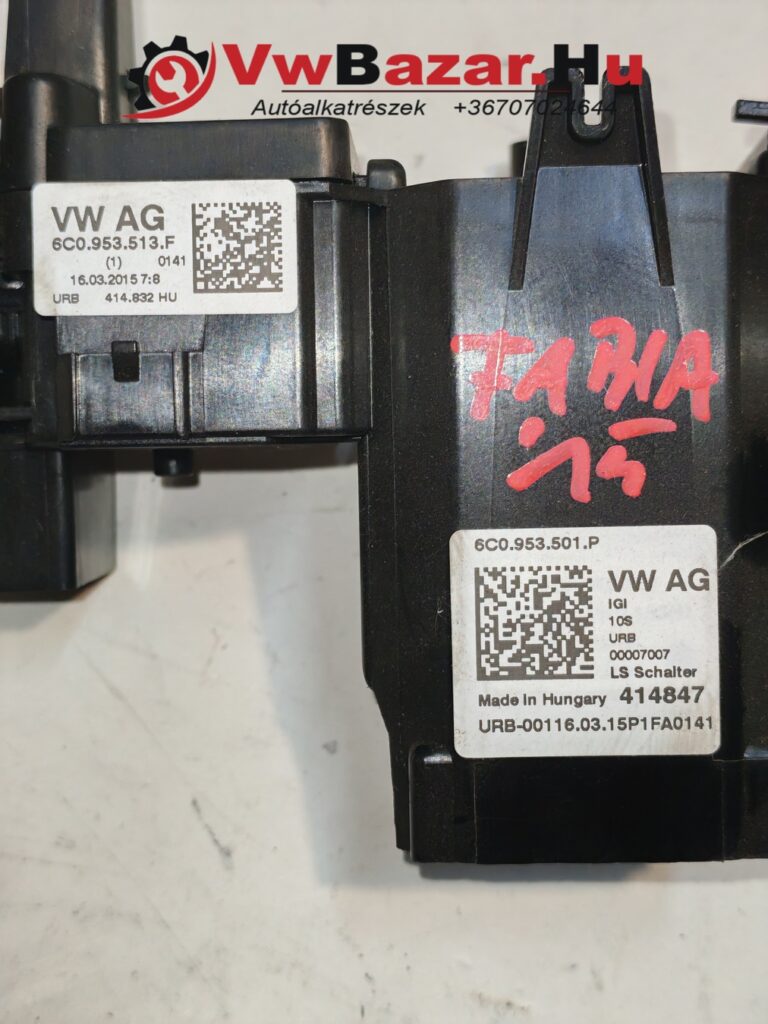 VwBazar.Hu
Autóalkatrészek +36707024644
VW AG
6C0.953.513.F
(1) 0141
16.03.2015 7:8
URB 414.832 HU
FABIA
'15
6C0.953.501.P
VW AG
IGI
10S
URB
00007007
LS Schalter
Made in Hungary 414847
URB-00116.03.15P1FA0141